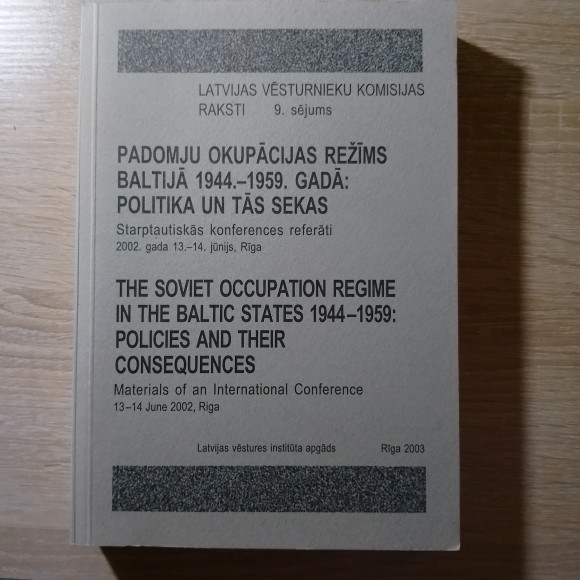 LATVIJAS VĒSTURNIEKU KOMISIJAS
RAKSTI 9. sējums
PADOMJU OKUPĀCIJAS REŽĪMS
BALTIJĀ 1944.–1959. GADĀ:
POLITIKA UN TĀS SEKAS
Starptautiskās konferences referāti
2002. gada 13.–14. jūnijs, Rīga
THE SOVIET OCCUPATION REGIME
IN THE BALTIC STATES 1944–1959:
POLICIES AND THEIR
CONSEQUENCES
Materials of an International Conference
13–14 June 2002, Riga
Latvijas vēstures institūta apgāds Rīga 2003